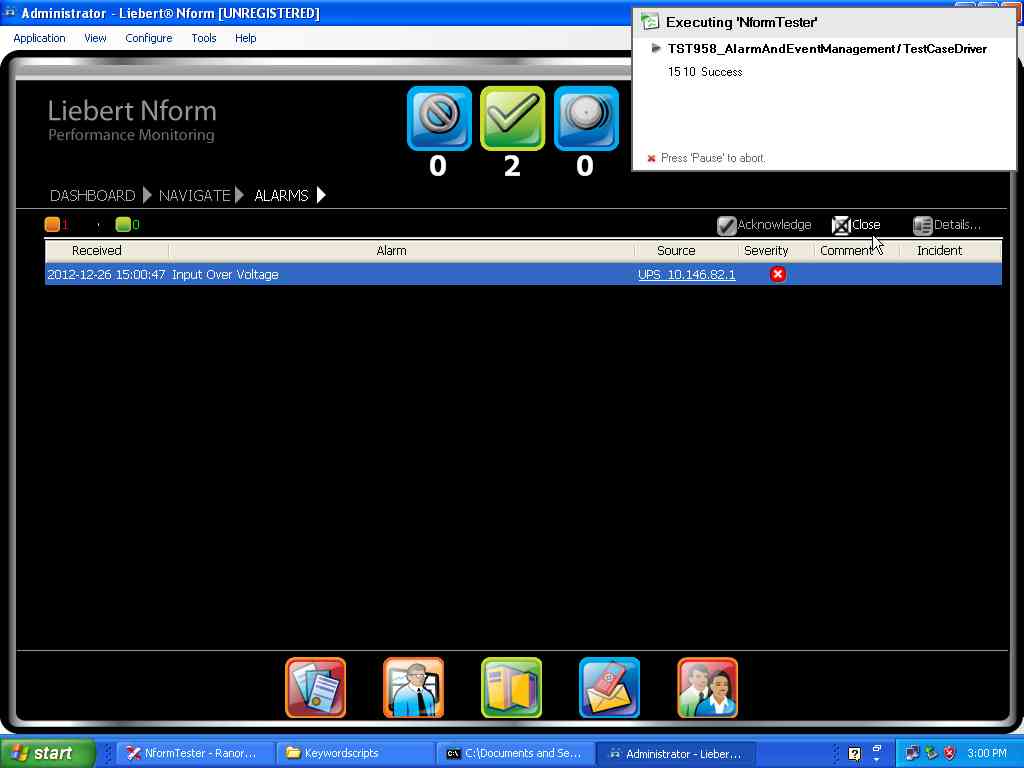 Administrator - Liebert® Nform [UNREGISTERED]
Application View Configure Tools Help
Executing 'NformTester'
TST958_AlarmAndEventManagement/TestCaseDriver
15 10 Success
Press 'Pause' to abort.
Liebert Nform
Performance Monitoring
0 2 0
DASHBOARD NAVIGATE ALARMS
1 0 Acknowledge Close Details...
Received Alarm Source Severity Comment Incident
2012-12-26 15:00:47 Input Over Voltage UPS_10.146.82.1
start NformTester - Ranor... Keywordscripts C:\Documents and Se... Administrator - Lieber... 3:00 PM